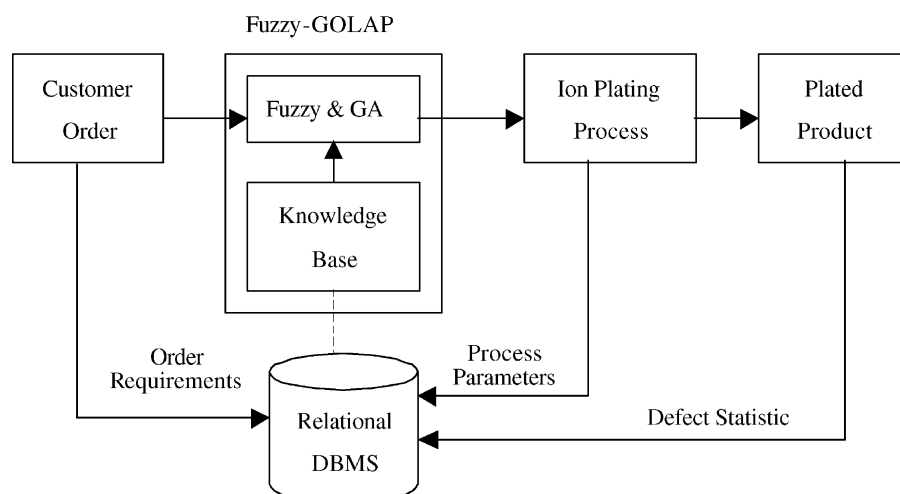 Fuzzy-GOLAP
Customer
Order
Fuzzy & GA
Ion Plating
Process
Plated
Product
Knowledge
Base
Order
Requirements
Process
Parameters
Relational
DBMS
Defect Statistic